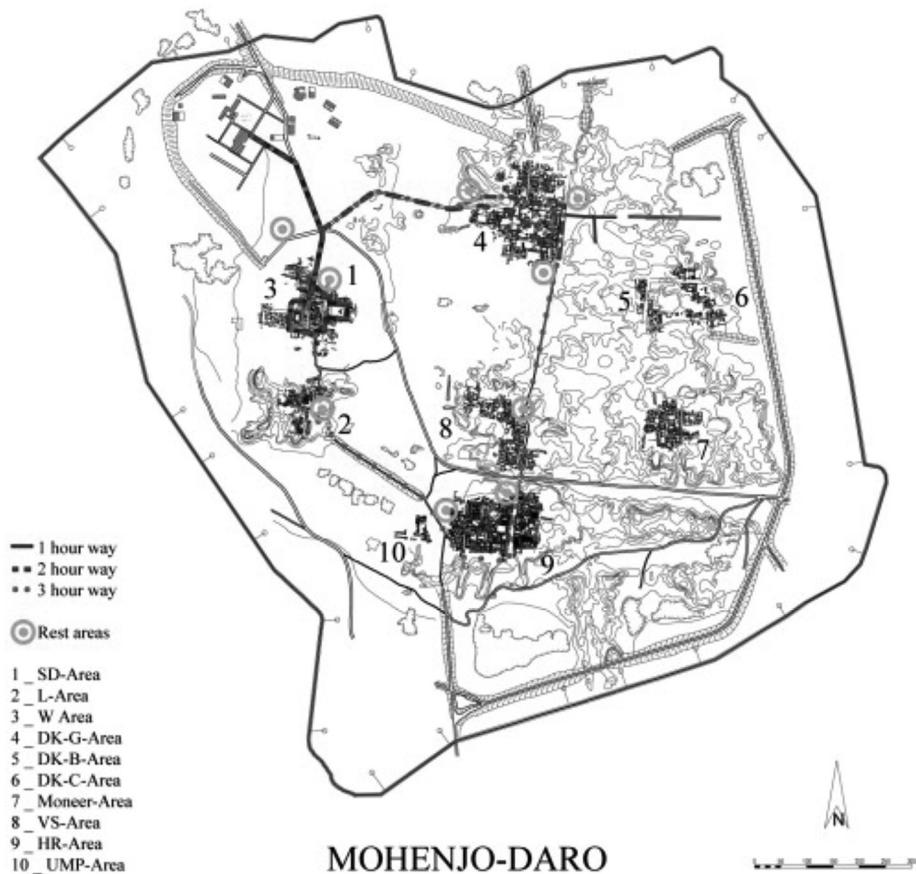 1
3
4
5
6
2
8
7
10
9
1 hour way
2 hour way
3 hour way
Rest areas
1 _ SD-Area
2 _ L-Area
3 _ W Area
4 _ DK-G-Area
5 _ DK-B-Area
6 _ DK-C-Area
7 _ Moneer-Area
8 _ VS-Area
9 _ HR-Area
10 _ UMP-Area
N
MOHENJO-DARO